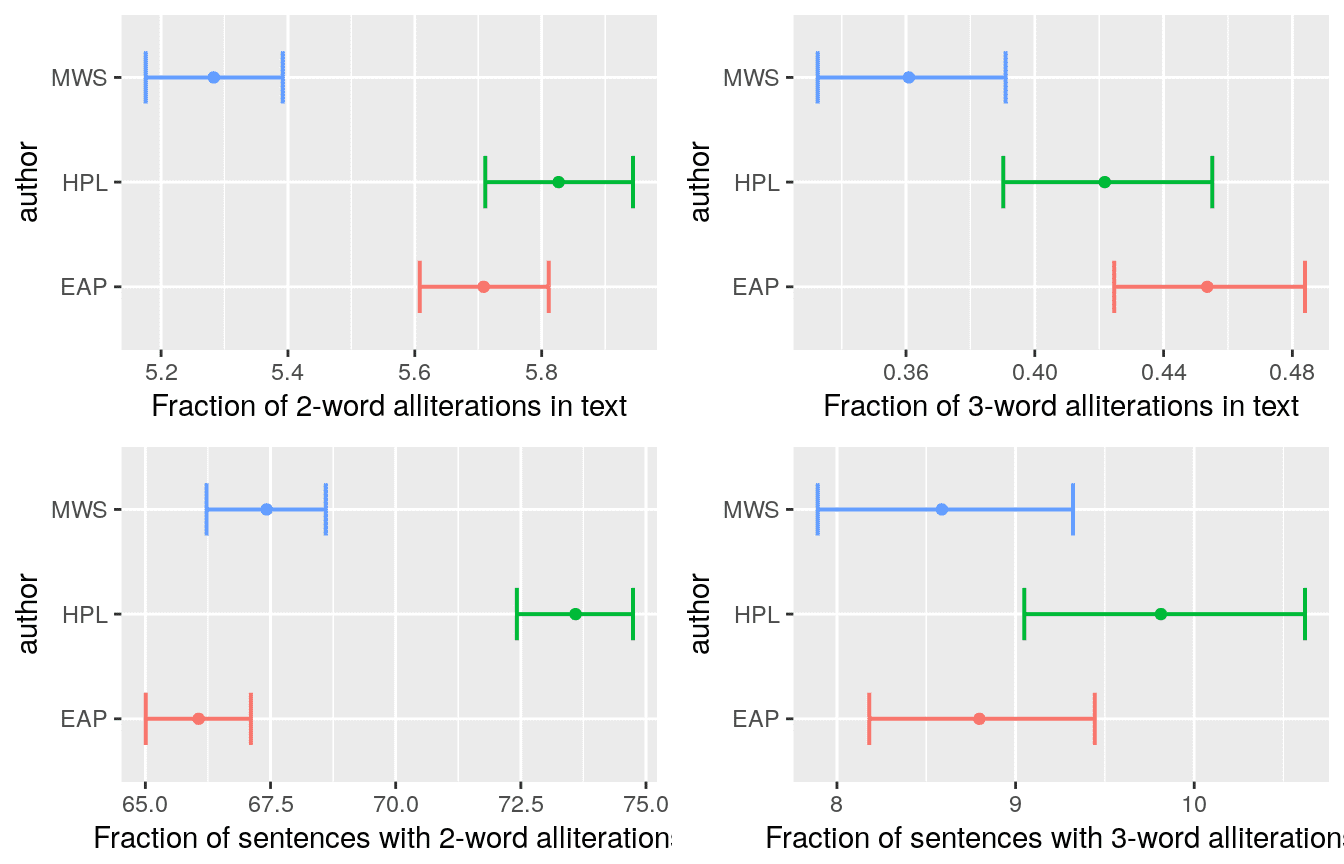 author
MWS
HPL
EAP
5.2 5.4 5.6 5.8
Fraction of 2-word alliterations in text
author
MWS
HPL
EAP
0.36 0.40 0.44 0.48
Fraction of 3-word alliterations in text
author
MWS
HPL
EAP
65.0 67.5 70.0 72.5 75.0
Fraction of sentences with 2-word alliterations
author
MWS
HPL
EAP
8 9 10
Fraction of sentences with 3-word alliterations